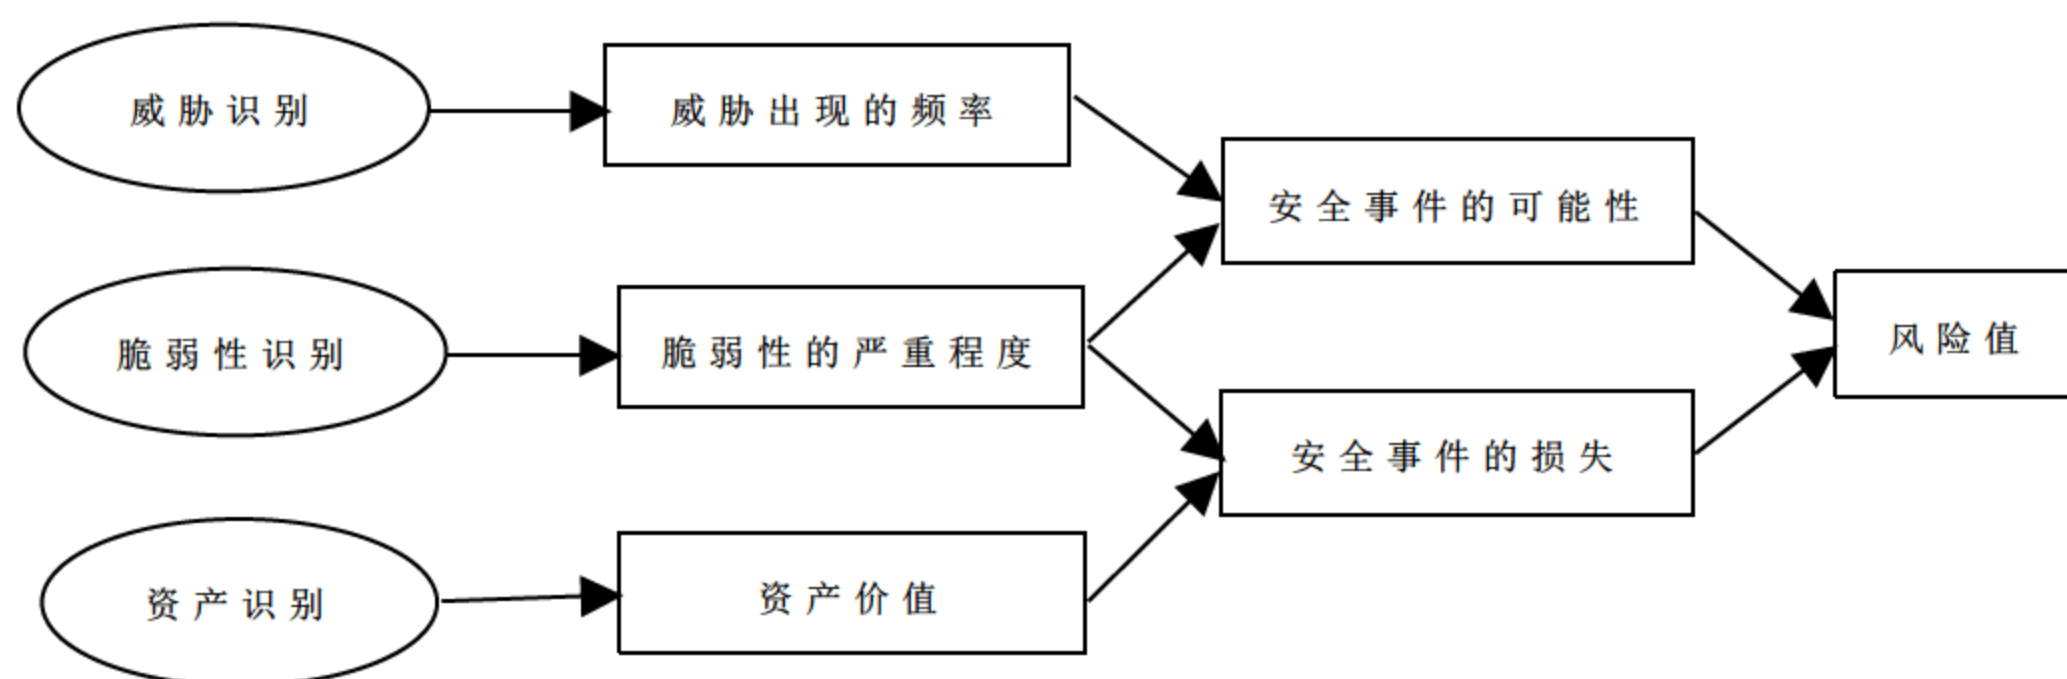 威胁识别
威胁出现的频率
安全事件的可能性
脆弱性识别
脆弱性的严重程度
风险值
安全事件的损失
资产识别
资产价值